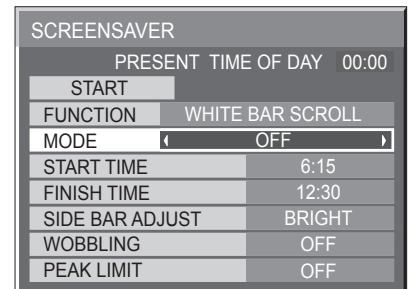 SCREENSAVER
PRESENT TIME OF DAY 00:00
START
FUNCTION WHITE BAR SCROLL
MODE OFF
START TIME 6:15
FINISH TIME 12:30
SIDE BAR ADJUST BRIGHT
WOBBLING OFF
PEAK LIMIT OFF